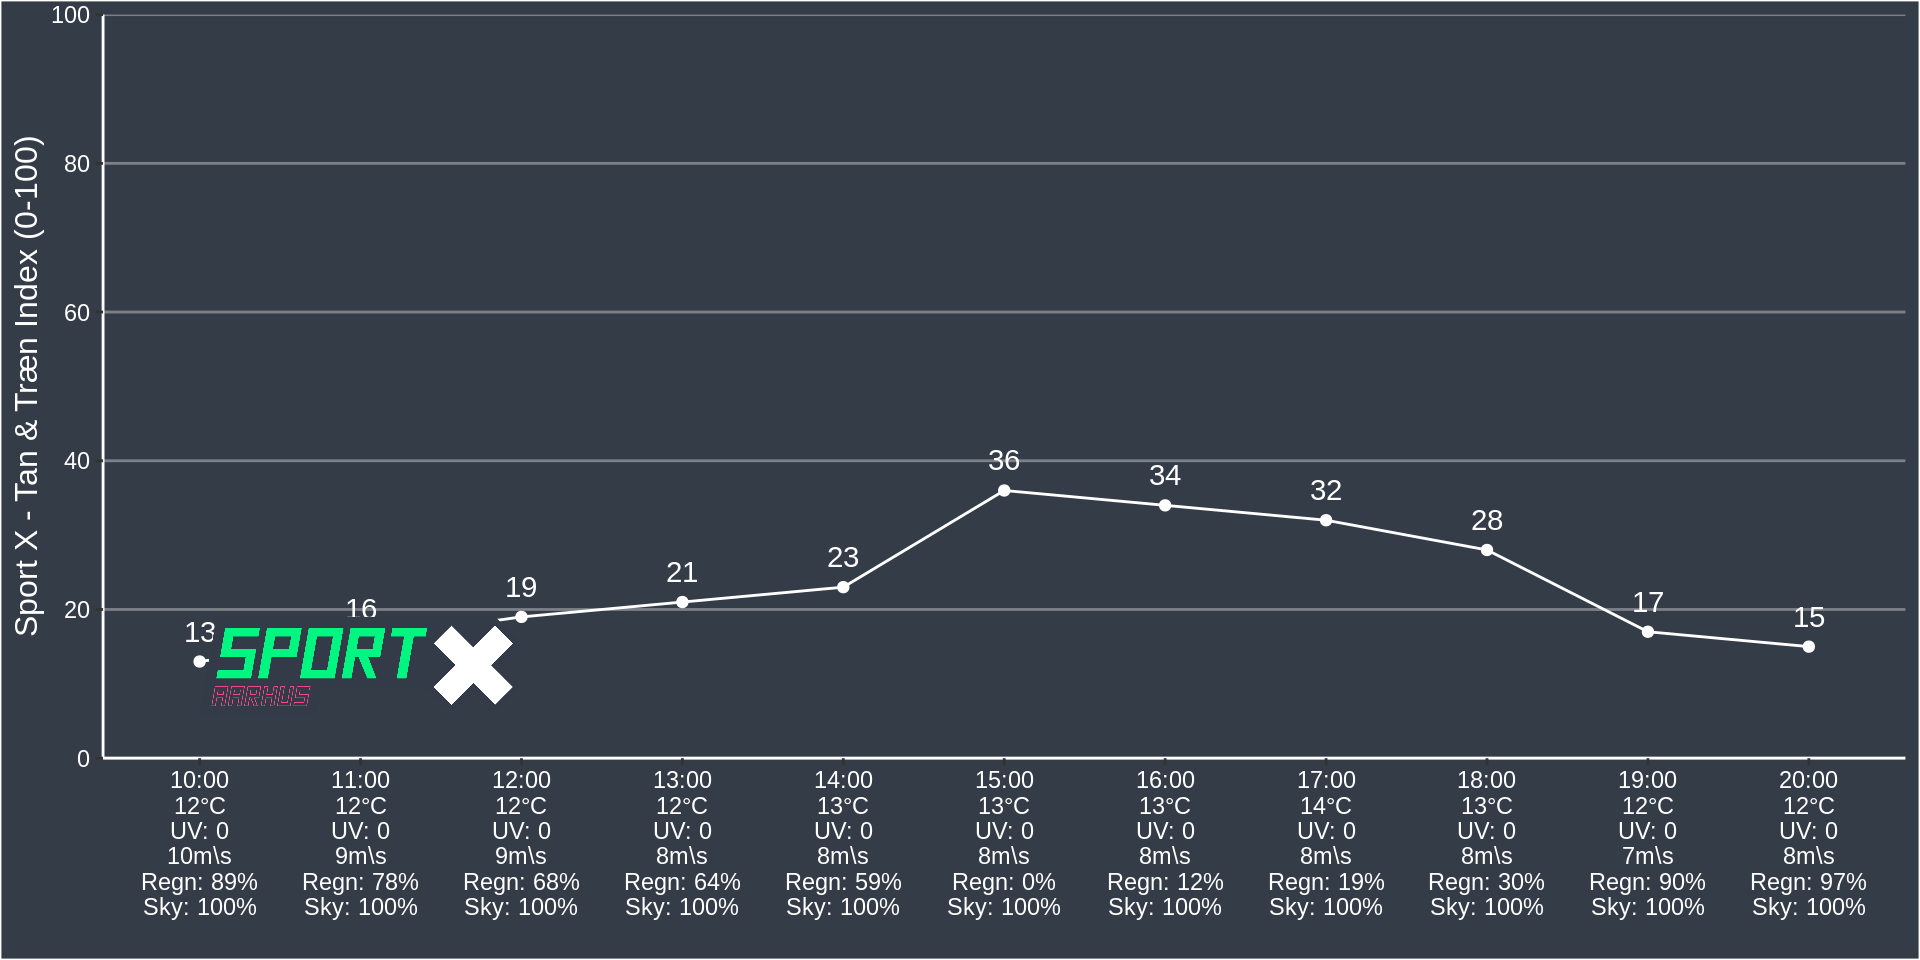 Sport X - Tan & Træn Index (0-100)
100
80
60
40
20
0
13
16
19
21
23
36
34
32
28
17
15
SPORT X
AARHUS
10:00 11:00 12:00 13:00 14:00 15:00 16:00 17:00 18:00 19:00 20:00
12°C 12°C 12°C 12°C 13°C 13°C 13°C 14°C 13°C 12°C 12°C
UV: 0 UV: 0 UV: 0 UV: 0 UV: 0 UV: 0 UV: 0 UV: 0 UV: 0 UV: 0 UV: 0
10m\s 9m\s 9m\s 8m\s 8m\s 8m\s 8m\s 8m\s 8m\s 7m\s 8m\s
Regn: 89% Regn: 78% Regn: 68% Regn: 64% Regn: 59% Regn: 0% Regn: 12% Regn: 19% Regn: 30% Regn: 90% Regn: 97%
Sky: 100% Sky: 100% Sky: 100% Sky: 100% Sky: 100% Sky: 100% Sky: 100% Sky: 100% Sky: 100% Sky: 100% Sky: 100%